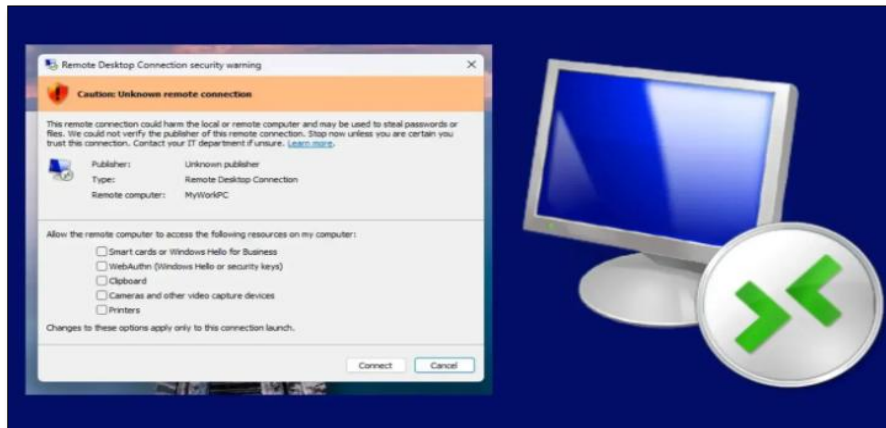 Remote Desktop Connection security warning
Caution: Unknown remote connection
This remote connection could harm the local or remote computer and may be used to steal passwords or
files. We could not verify the publisher of this remote connection. Stop now unless you are certain you
trust this connection. Contact your IT department if unsure. Learn more.
Publisher: Unknown publisher
Type: Remote Desktop Connection
Remote computer: MyWorkPC
Allow the remote computer to access the following resources on my computer:
Smart cards or Windows Hello for Business
WebAuthn (Windows Hello or security keys)
Clipboard
Cameras and other video capture devices
Printers
Changes to these options apply only to this connection launch.
Connect Cancel